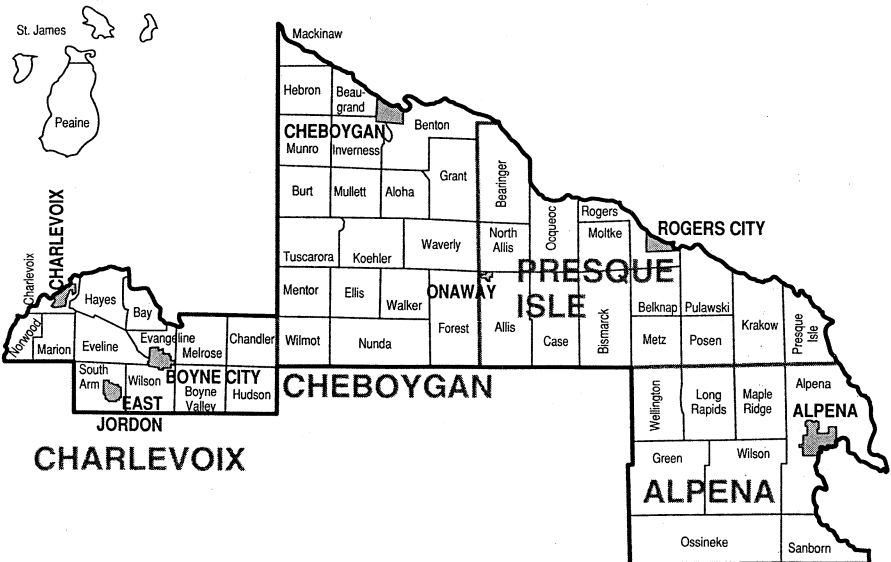 St. James
Peaine
Mackinaw
Hebron
Beau-
grand
CHEBOYGAN
Benton
Munro
Inverness
Grant
Burt
Mullett
Aloha
Bearinger
Ocqueoc
Rogers
Moltke
ROGERS CITY
North
Allis
Tuscarora
Koehler
Waverly
PRESQUE
ISLE
ONAWAY
Mentor
Ellis
Walker
Forest
Allis
Case
Bismarck
Belknap
Pulawski
Krakow
Presque
Isle
Wilmot
Nunda
Metz
Posen
Charlevoix
CHARLEVOIX
Hayes
Bay
Norwood
Marion
Eveline
Evangeline
Melrose
Chandler
South
Arm
Wilson
BOYNE CITY
Boyne
Valley
Hudson
EAST
JORDON
CHARLEVOIX
CHEBOYGAN
Wellington
Long
Rapids
Maple
Ridge
Alpena
ALPENA
Green
Wilson
ALPENA
Ossineke
Sanborn